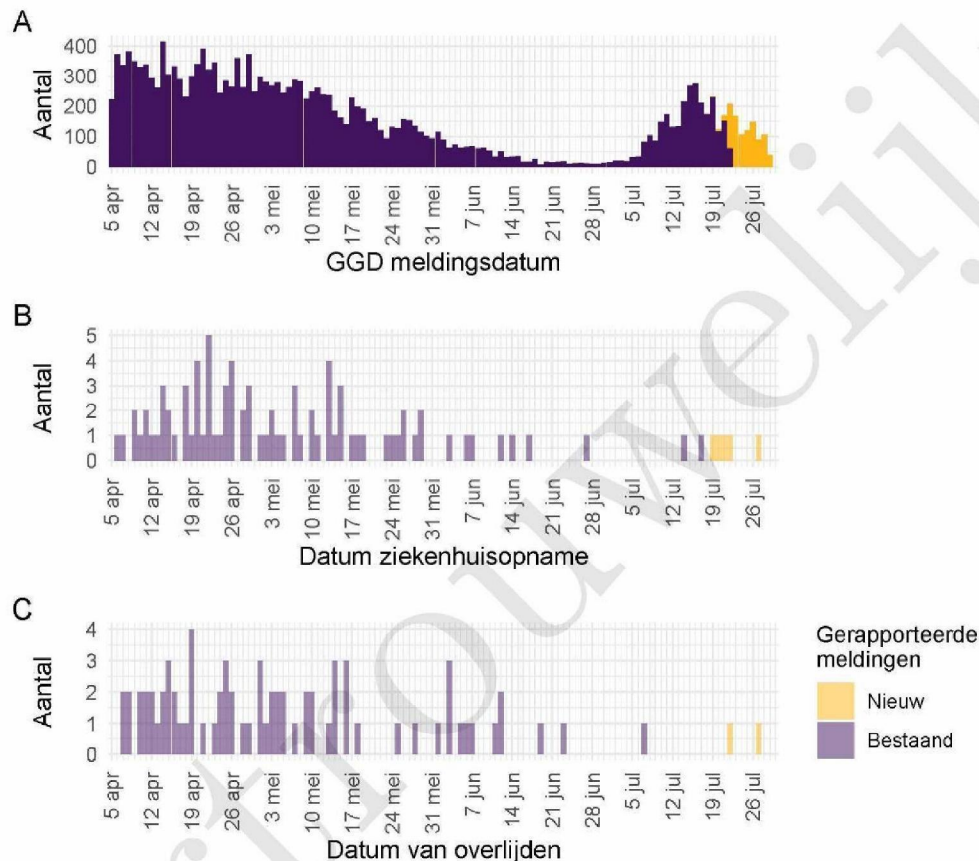 A
400
300
200
100
0
Aantal
5 apr
12 apr
19 apr
26 apr
3 mei
10 mei
17 mei
24 mei
31 mei
7 jun
14 jun
21 jun
28 jun
5 jul
12 jul
19 jul
26 jul
GGD meldingsdatum
B
5
4
3
2
1
0
Aantal
5 apr
12 apr
19 apr
26 apr
3 mei
10 mei
17 mei
24 mei
31 mei
7 jun
14 jun
21 jun
28 jun
5 jul
12 jul
19 jul
26 jul
Datum ziekenhuisopname
C
4
3
2
1
0
Aantal
5 apr
12 apr
19 apr
26 apr
3 mei
10 mei
17 mei
24 mei
31 mei
7 jun
14 jun
21 jun
28 jun
5 jul
12 jul
19 jul
26 jul
Datum van overlijden
Gerapporteerde
meldingen
Nieuw
Bestaand